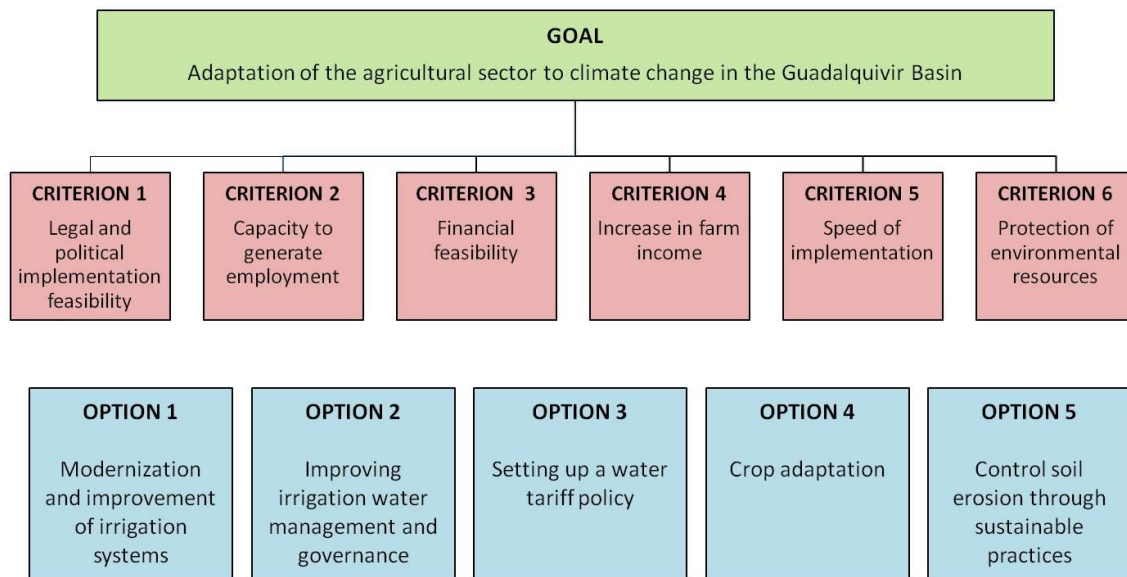 GOAL
Adaptation of the agricultural sector to climate change in the Guadalquivir Basin
CRITERION 1
Legal and
political
implementation
feasibility
CRITERION 2
Capacity to
generate
employment
CRITERION 3
Financial
feasibility
CRITERION 4
Increase in farm
income
CRITERION 5
Speed of
implementation
CRITERION 6
Protection of
environmental
resources
OPTION 1
Modernization
and improvement
of irrigation
systems
OPTION 2
Improving
irrigation water
management and
governance
OPTION 3
Setting up a water
tariff policy
OPTION 4
Crop adaptation
OPTION 5
Control soil
erosion through
sustainable
practices